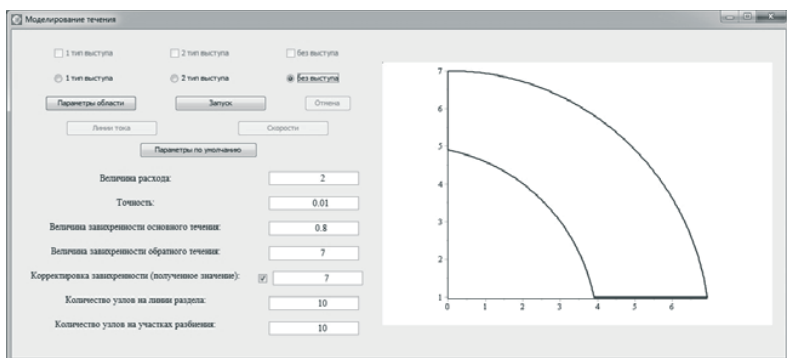 Моделирование течения
1 тип выступа 2 тип выступа без выступа
1 тип выступа 2 тип выступа без выступа
Параметры области Запуск Отмена
Линии тока Скорости
Параметры по умолчанию
Величина расхода: 2
Точность: 0.01
Величина завихренности основного течения: 0.8
Величина завихренности обратного течения: 7
Корректировка завихренности (полученное значение): 7
Количество узлов на линии раздела: 10
Количество узлов на участках разбиения: 10
7
6
5
4
3
2
1
0 1 2 3 4 5 6